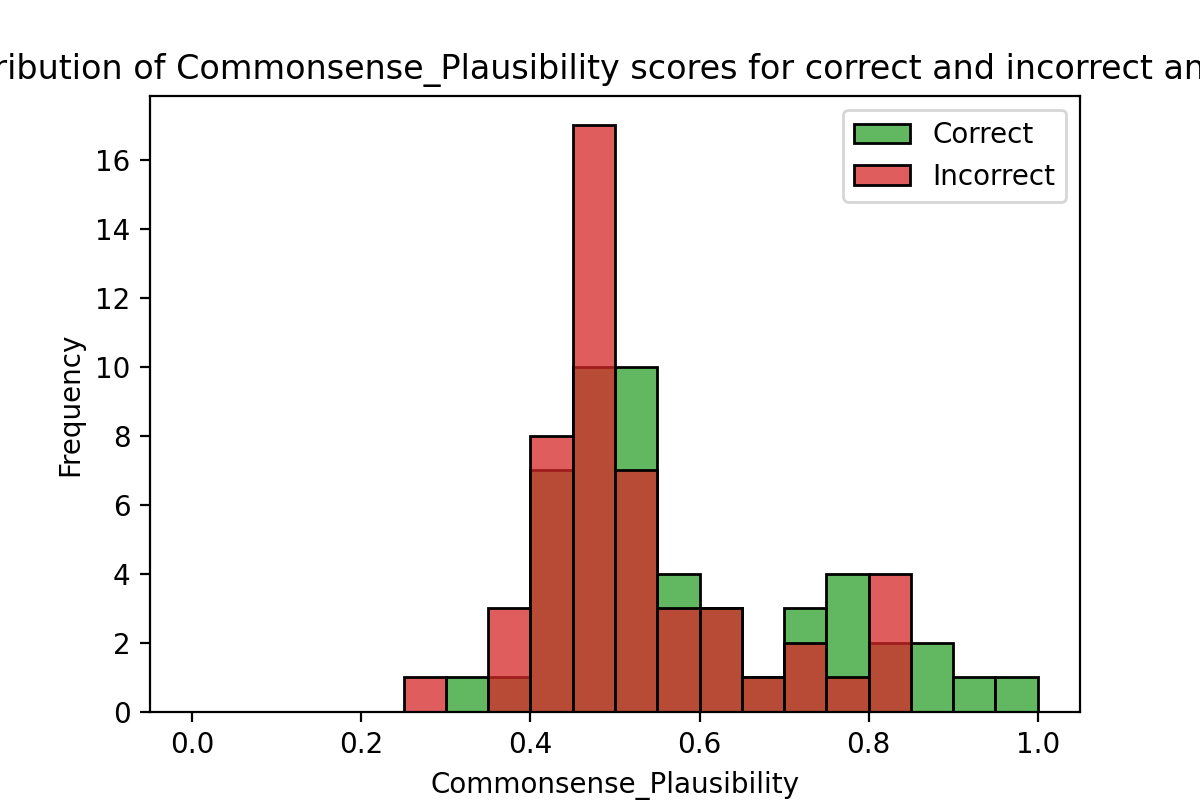 ribution of Commonsense_Plausibility scores for correct and incorrect an
Correct
Incorrect
16
14
12
10
8
6
4
2
0
Frequency
0.0 0.2 0.4 0.6 0.8 1.0
Commonsense_Plausibility